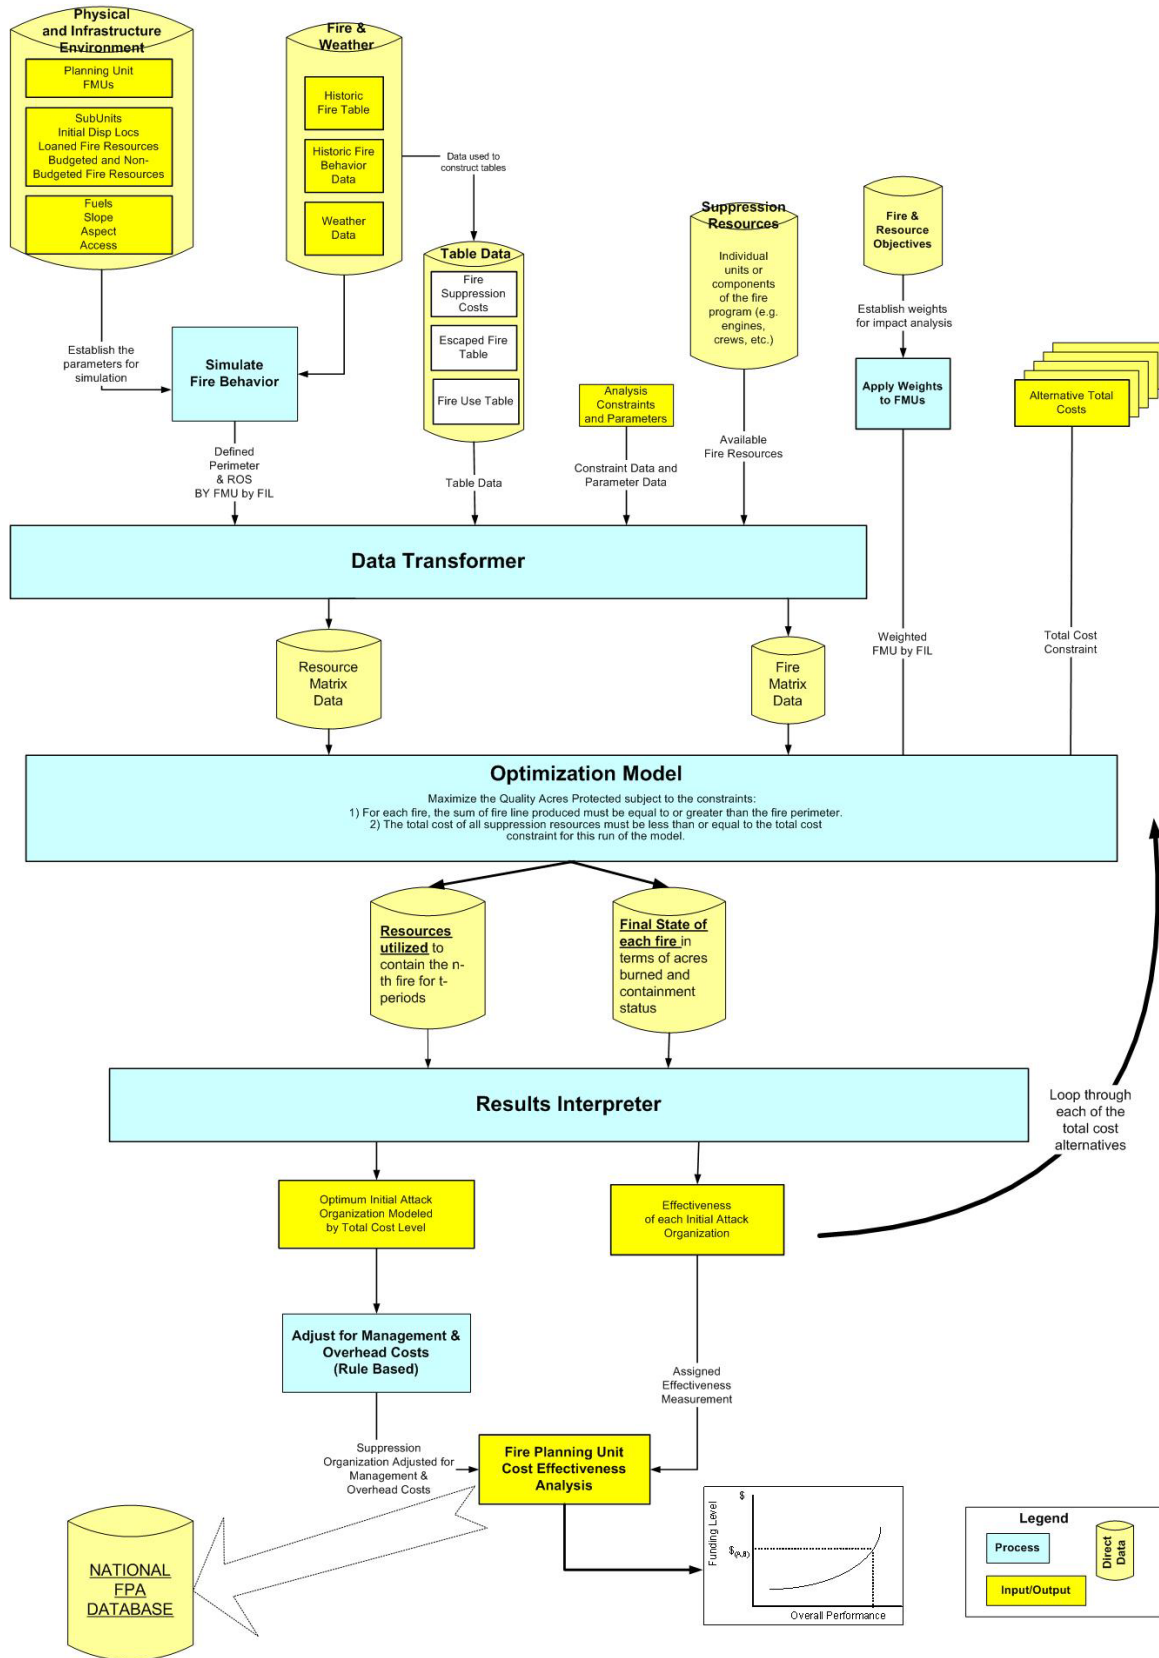 Physical
and Infrastructure
Environment
Planning Unit
FMUs
SubUnits
Initial Disp Locs
Loaned Fire Resources
Budgeted and Non-
Budgeted Fire Resources
Fuels
Slope
Aspect
Access
Fire &
Weather
Historic
Fire Table
Historic Fire
Behavior
Data
Weather
Data
Data used to
construct tables
Table Data
Fire
Suppression
Costs
Escaped Fire
Table
Fire Use Table
Suppression
Resources
Individual
units or
components
of the fire
program (e.g.
engines,
crews, etc.)
Fire &
Resource
Objectives
Establish weights
for impact analysis
Apply Weights
to FMUs
Alternative Total
Costs
Establish the
parameters for
simulation
Simulate
Fire Behavior
Analysis
Constraints
and Parameters
Defined
Perimeter
& ROS
BY FMU by FIL
Table Data
Constraint Data and
Parameter Data
Available
Fire Resources
Data Transformer
Resource
Matrix
Data
Fire
Matrix
Data
Weighted
FMU by FIL
Total Cost
Constraint
Optimization Model
Maximize the Quality Acres Protected subject to the constraints:
1) For each fire, the sum of fire line produced must be equal to or greater than the fire perimeter.
2) The total cost of all suppression resources must be less than or equal to the total cost
constraint for this run of the model.
Resources
utilized to
contain the n-
th fire for t-
periods
Final State of
each fire in
terms of acres
burned and
containment
status
Results Interpreter
Loop through
each of the
total cost
alternatives
Optimum Initial Attack
Organization Modeled
by Total Cost Level
Effectiveness
of each Initial Attack
Organization
Adjust for Management &
Overhead Costs
(Rule Based)
Assigned
Effectiveness
Measurement
Suppression
Organization Adjusted for
Management &
Overhead Costs
Fire Planning Unit
Cost Effectiveness
Analysis
NATIONAL
FPA
DATABASE
Funding Level
$
Overall Performance
Legend
Process
Direct
Data
Input/Output